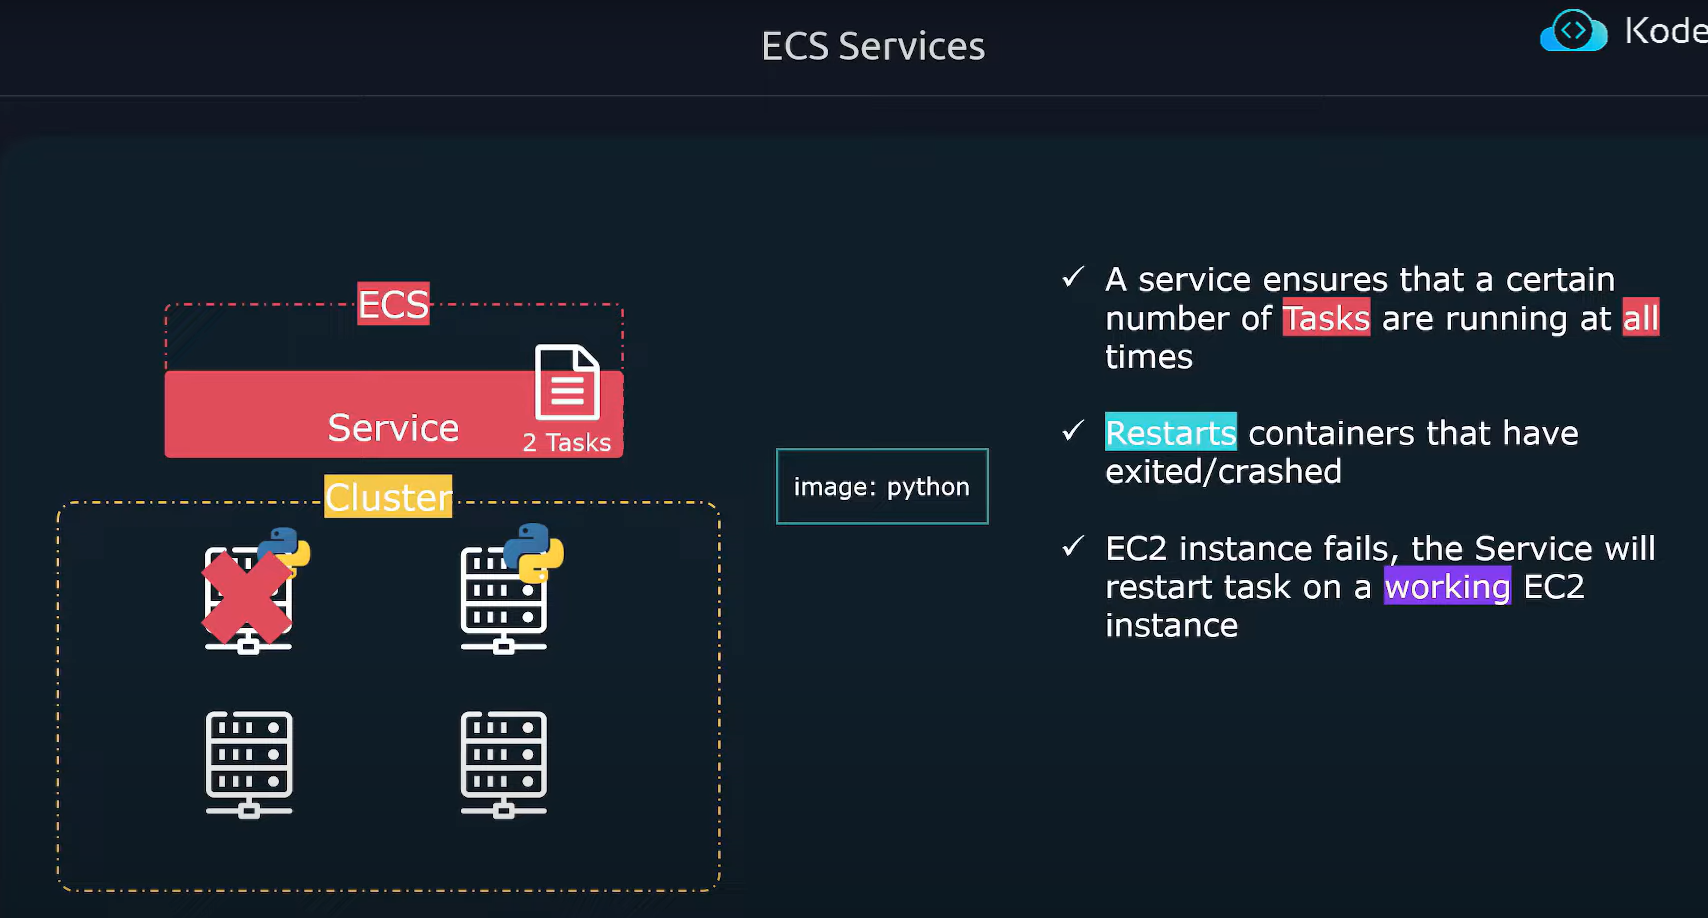 ECS Services
Kode
ECS
Service
2 Tasks
Cluster
image: python
✓ A service ensures that a certain
number of Tasks are running at all
times
✓ Restarts containers that have
exited/crashed
✓ EC2 instance fails, the Service will
restart task on a working EC2
instance